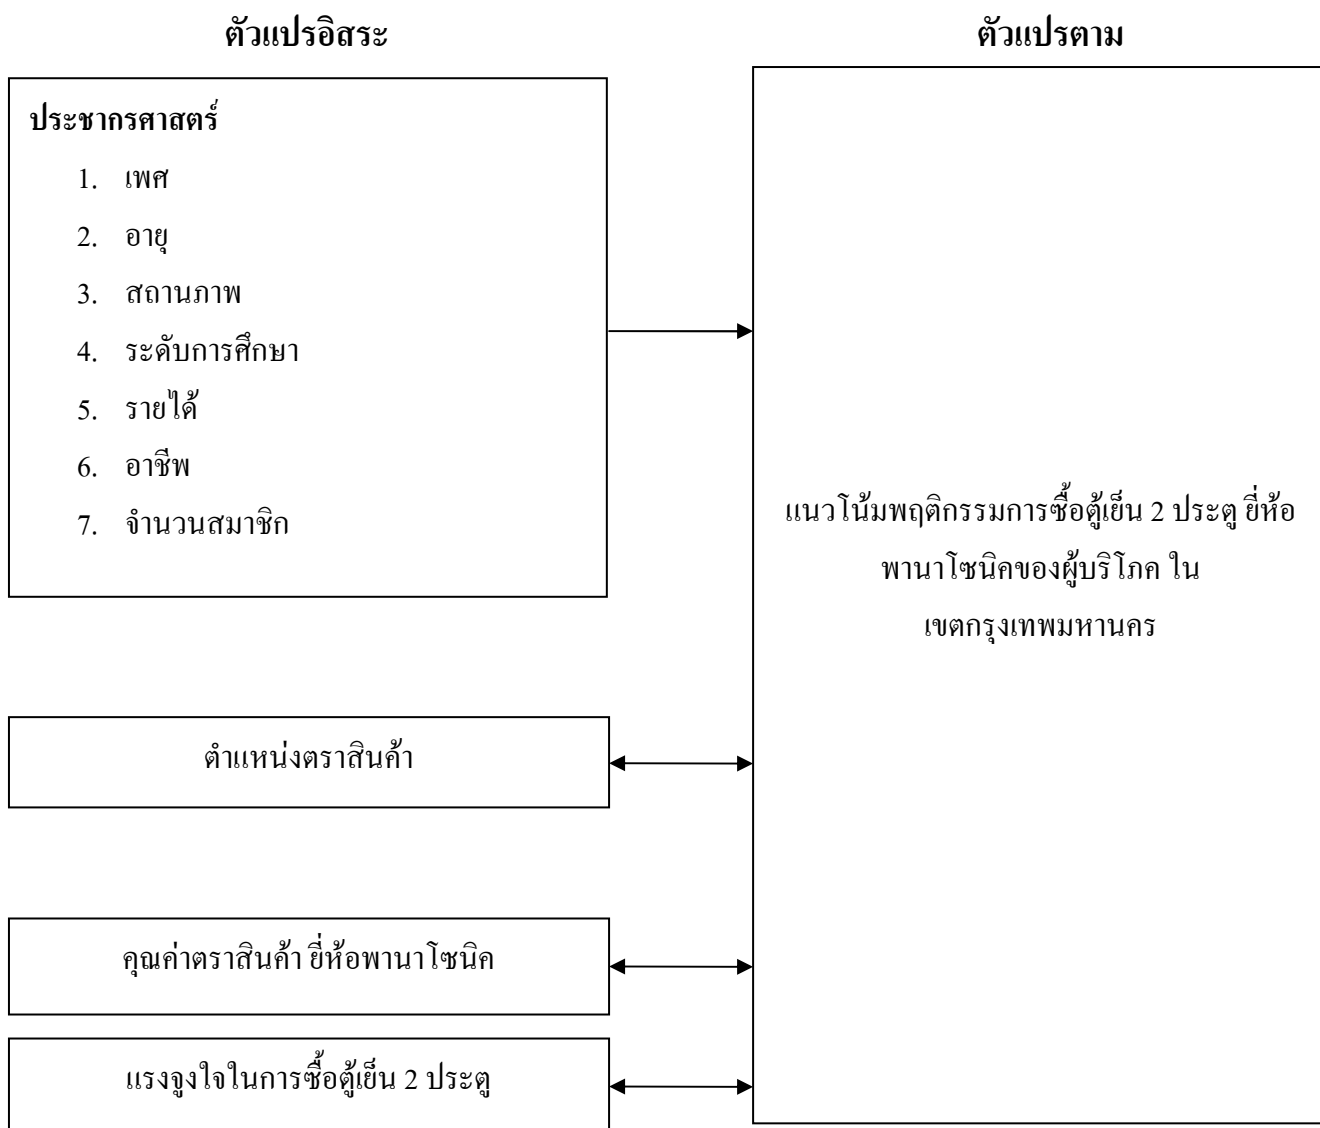 ตัวแปรอิสระ
ตัวแปรตาม
ประชากรศาสตร์
1. เพศ
2. อายุ
3. สถานภาพ
4. ระดับการศึกษา
5. รายได้
6. อาชีพ
7. จำนวนสมาชิก
แนวโน้มพฤติกรรมการซื้อตู้เย็น 2 ประตู ยี่ห้อ
พานาโซนิคของผู้บริโภค ใน
เขตกรุงเทพมหานคร
ตำแหน่งตราสินค้า
คุณค่าตราสินค้า ยี่ห้อพานาโซนิค
แรงจูงใจในการซื้อตู้เย็น 2 ประตู